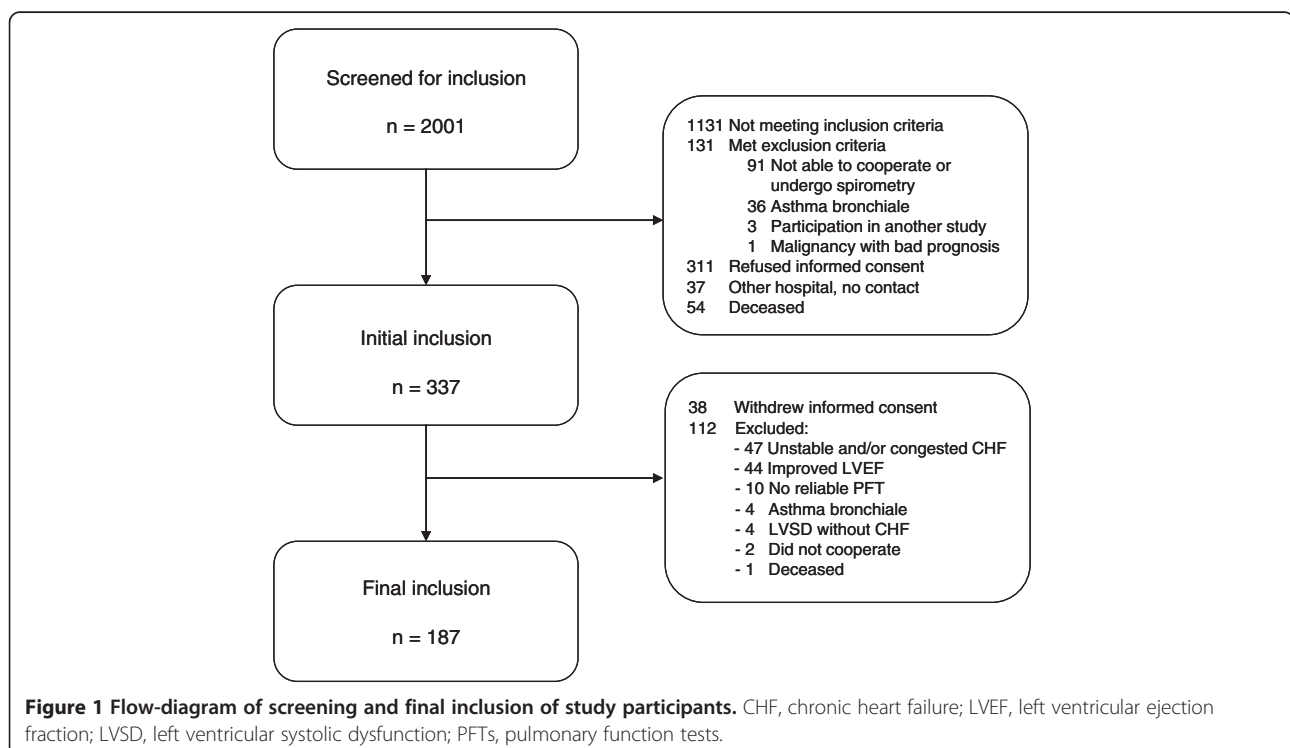 Screened for inclusion
n = 2001
1131 Not meeting inclusion criteria
131 Met exclusion criteria
91 Not able to cooperate or
undergo spirometry
36 Asthma bronchiale
3 Participation in another study
1 Malignancy with bad prognosis
311 Refused informed consent
37 Other hospital, no contact
54 Deceased
Initial inclusion
n = 337
38 Withdrew informed consent
112 Excluded:
- 47 Unstable and/or congested CHF
- 44 Improved LVEF
- 10 No reliable PFT
- 4 Asthma bronchiale
- 4 LVSD without CHF
- 2 Did not cooperate
- 1 Deceased
Final inclusion
n = 187
Figure 1 Flow-diagram of screening and final inclusion of study participants. CHF, chronic heart failure; LVEF, left ventricular ejection
fraction; LVSD, left ventricular systolic dysfunction; PFTs, pulmonary function tests.